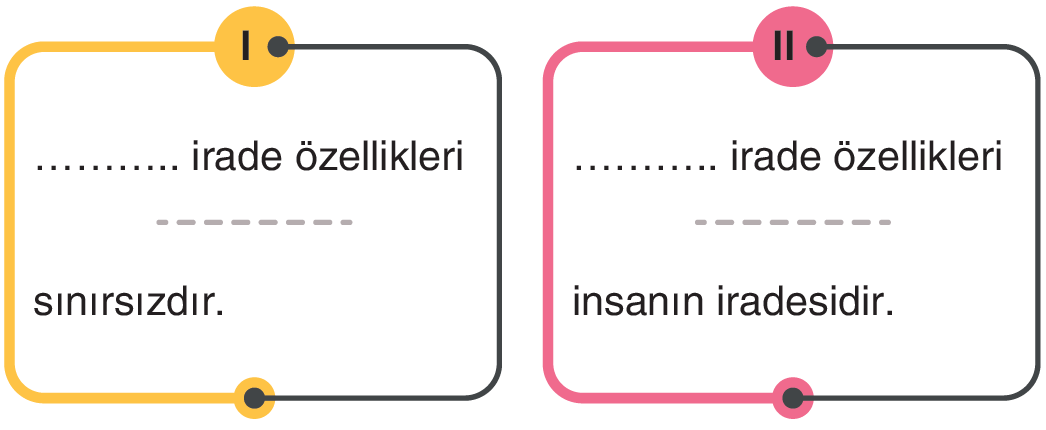 I
……….. irade özellikleri
sınırsızdır.
II
……….. irade özellikleri
insanın iradesidir.